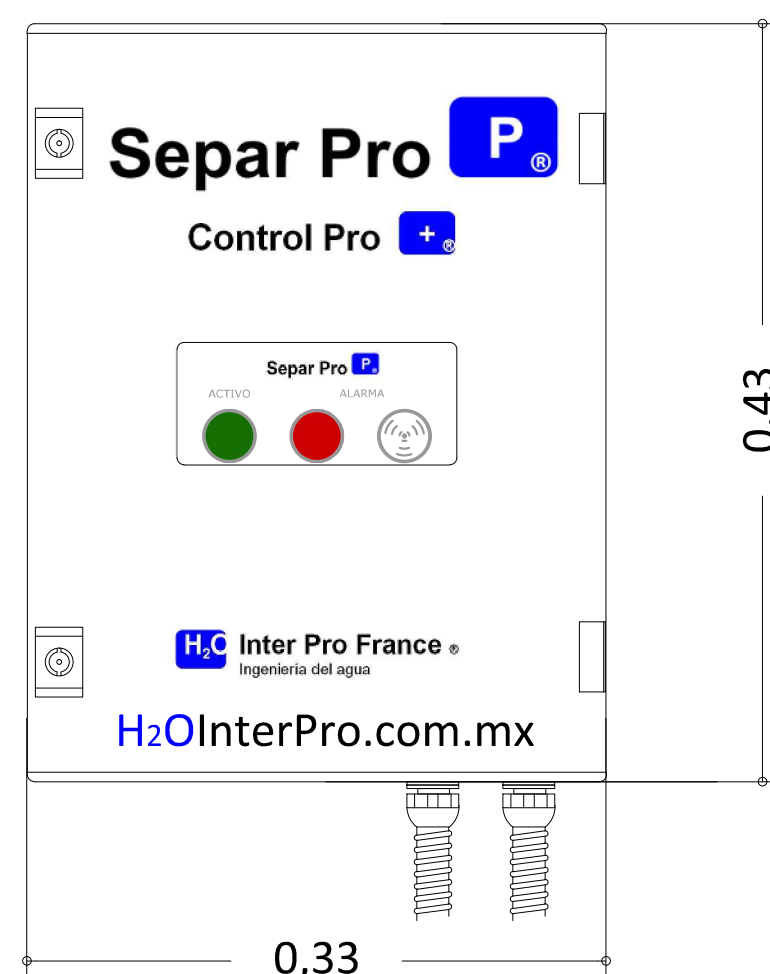 Separ Pro P®
Control Pro +®
Separ Pro P®
ACTIVO ALARMA
0,43
H₂O Inter Pro France ®
Ingenieria del agua
H2OInterPro.com.mx
0,33